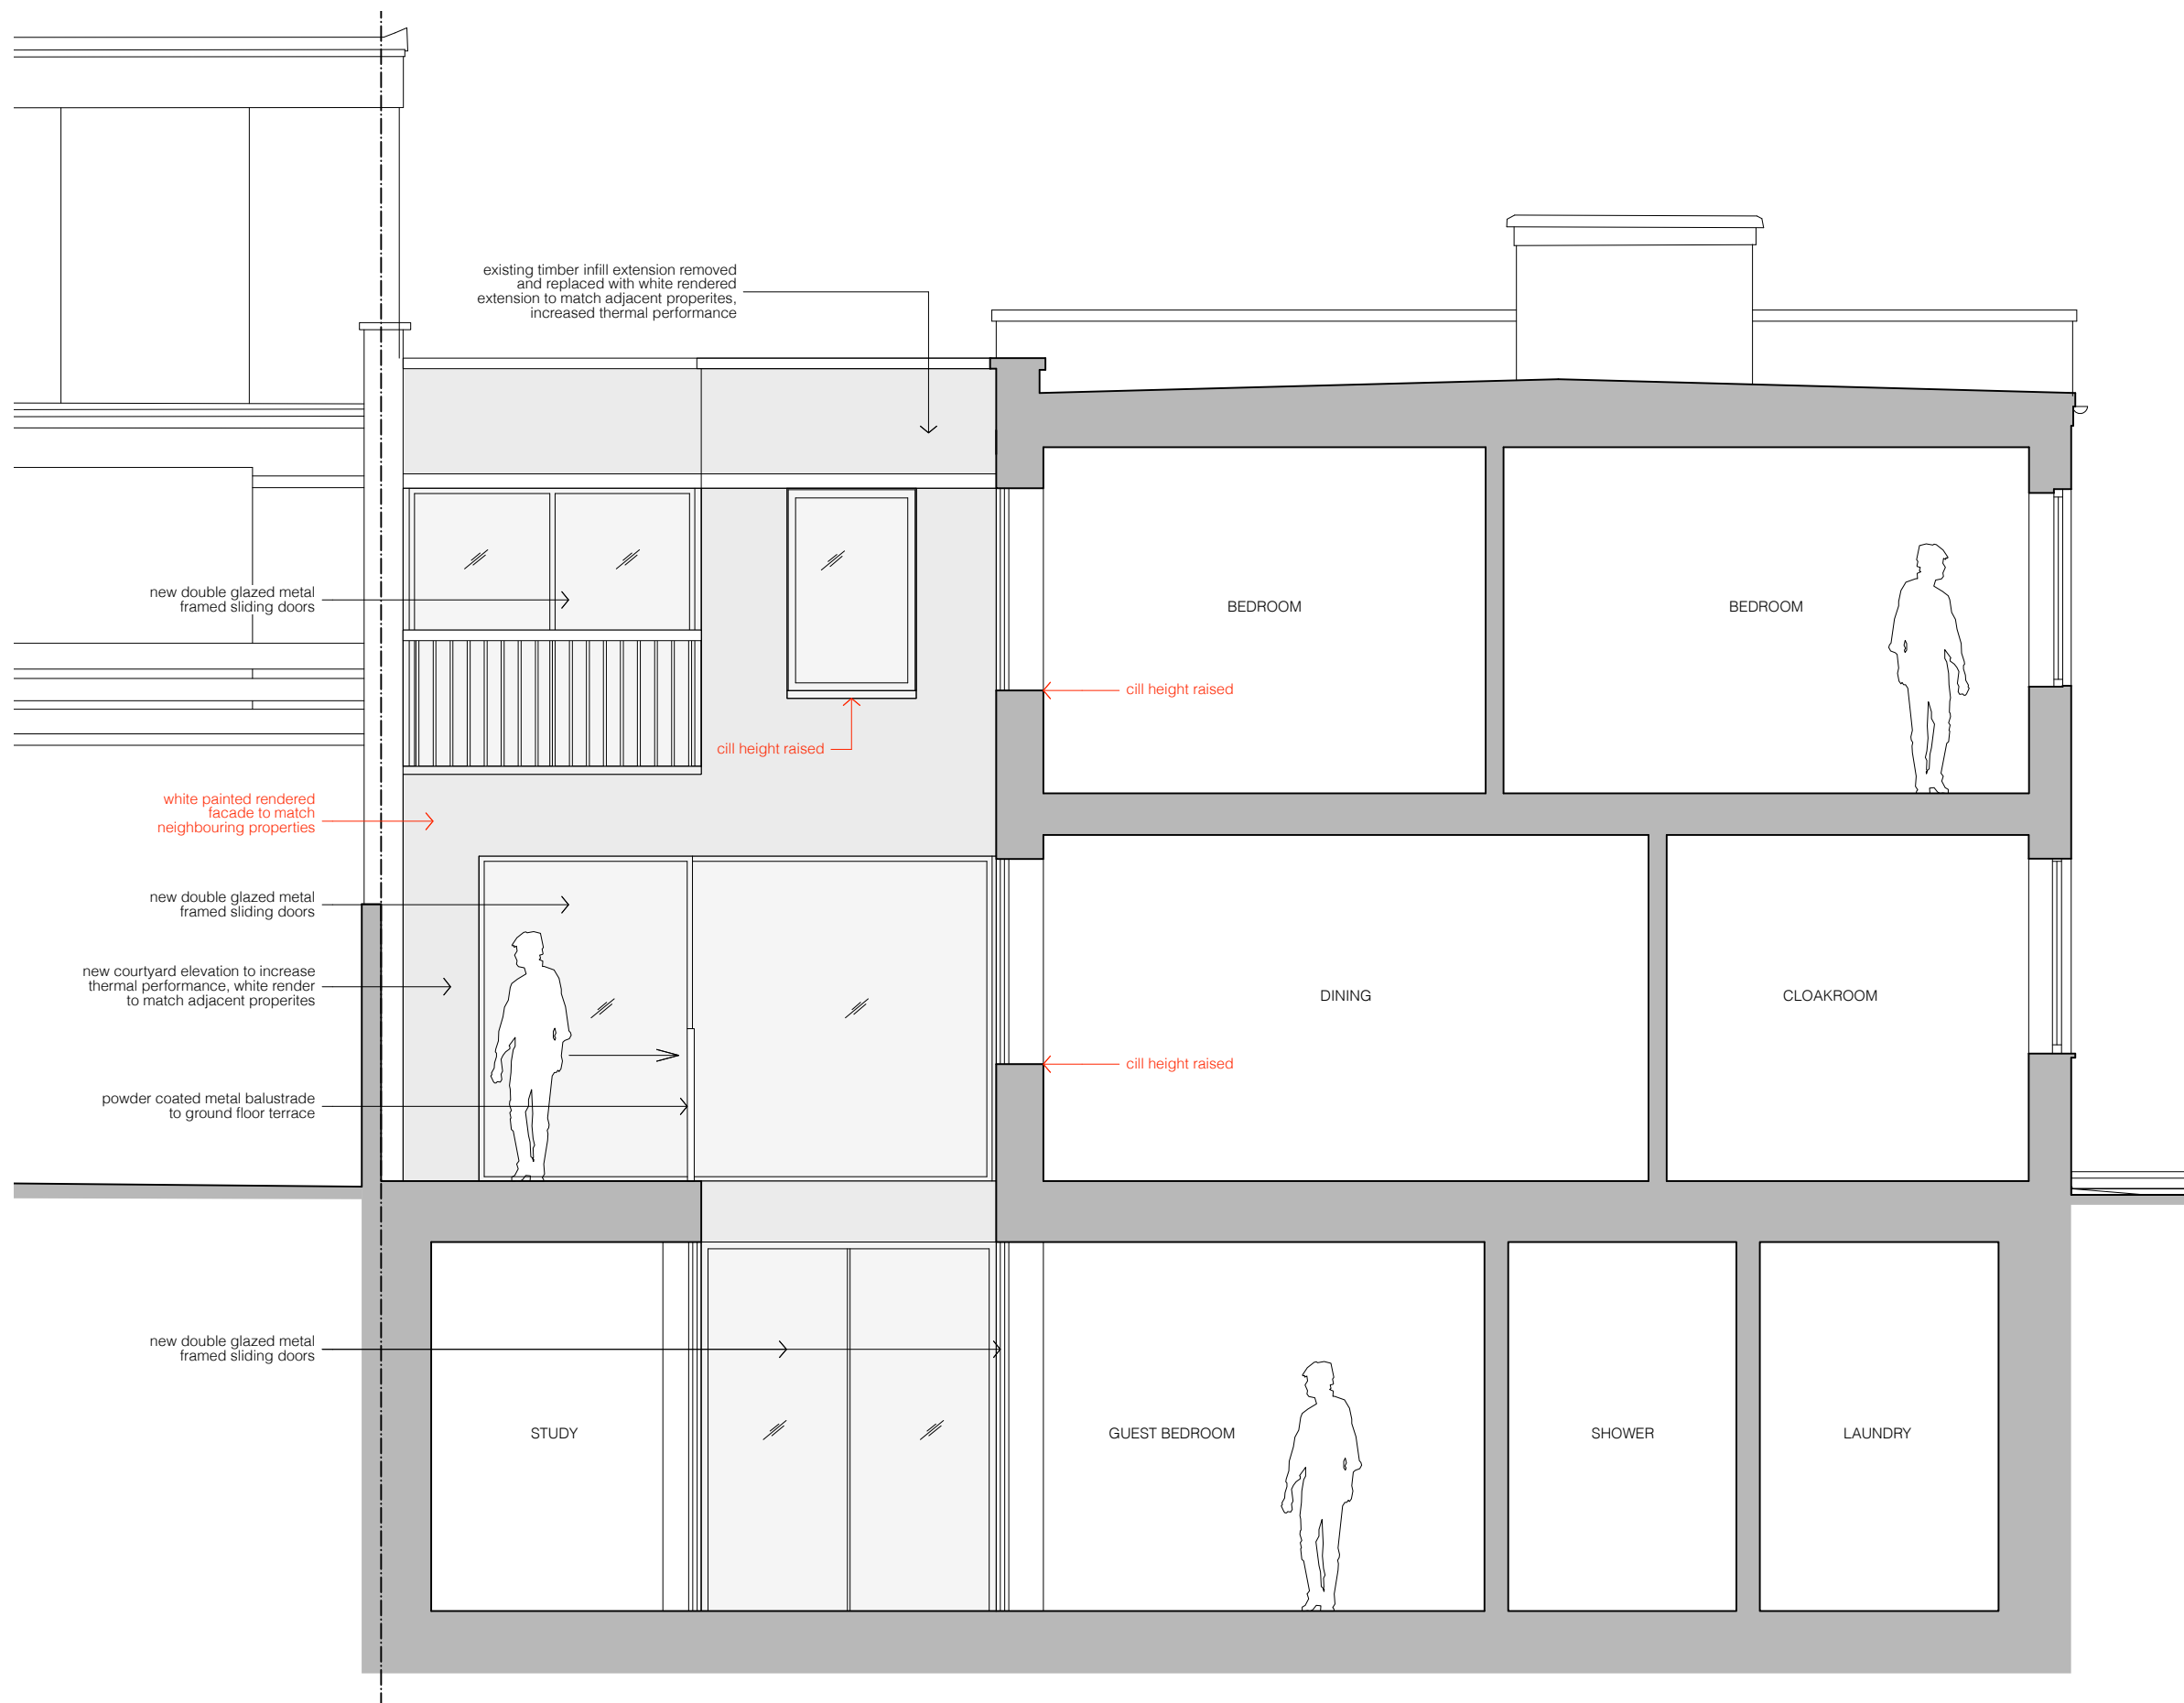 existing timber infill extension removed
and replaced with white rendered
extension to match adjacent properites,
increased thermal performance
new double glazed metal
framed sliding doors
BEDROOM
BEDROOM
cill height raised
cill height raised
white painted rendered
facade to match
neighbouring properties
new double glazed metal
framed sliding doors
new courtyard elevation to increase
thermal performance, white render
to match adjacent properites
DINING
CLOAKROOM
cill height raised
powder coated metal balustrade
to ground floor terrace
new double glazed metal
framed sliding doors
STUDY
GUEST BEDROOM
SHOWER
LAUNDRY